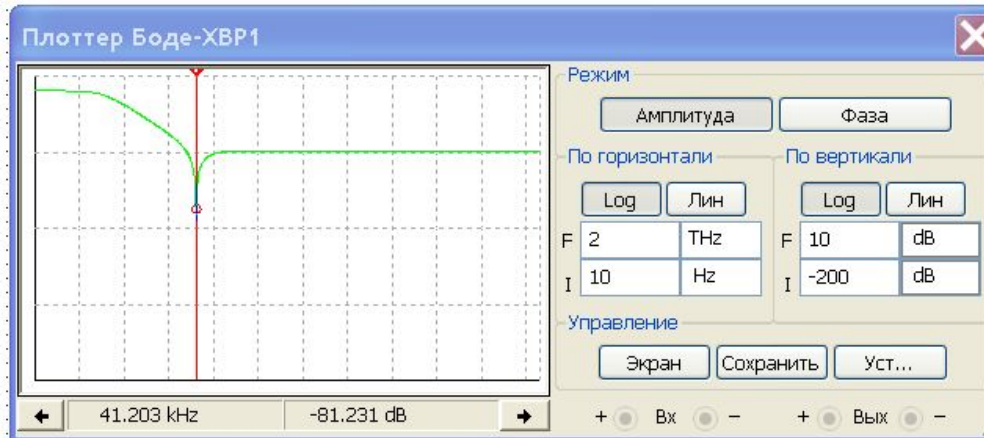 Плоттер Боде-XBP1
Режим
Амплитуда Фаза
По горизонтали По вертикали
Log Лин Log Лин
F 2 THz F 10 dB
I 10 Hz I -200 dB
Управление
Экран Сохранить Уст...
41.203 kHz -81.231 dB + Вх - + Вых -